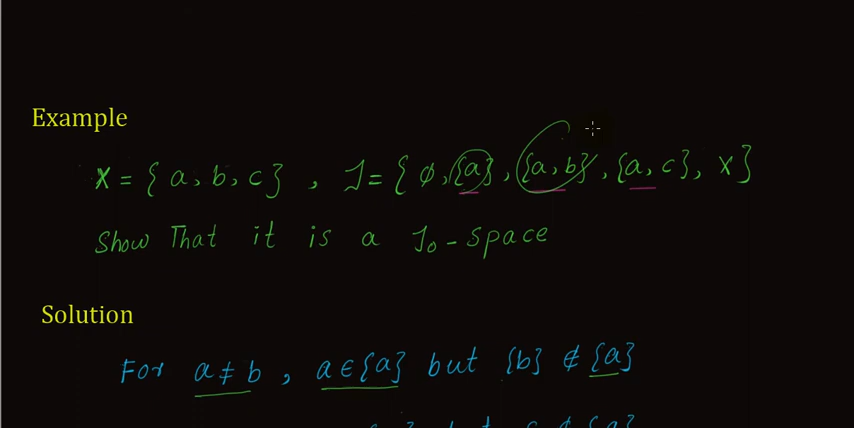 Example
X = { a, b, c } , J = { φ, {a}, {a, b}, {a, c}, X }
Show That it is a J₀ - space
Solution
For a ≠ b , a ∈ {a} but {b} ∉ {a}